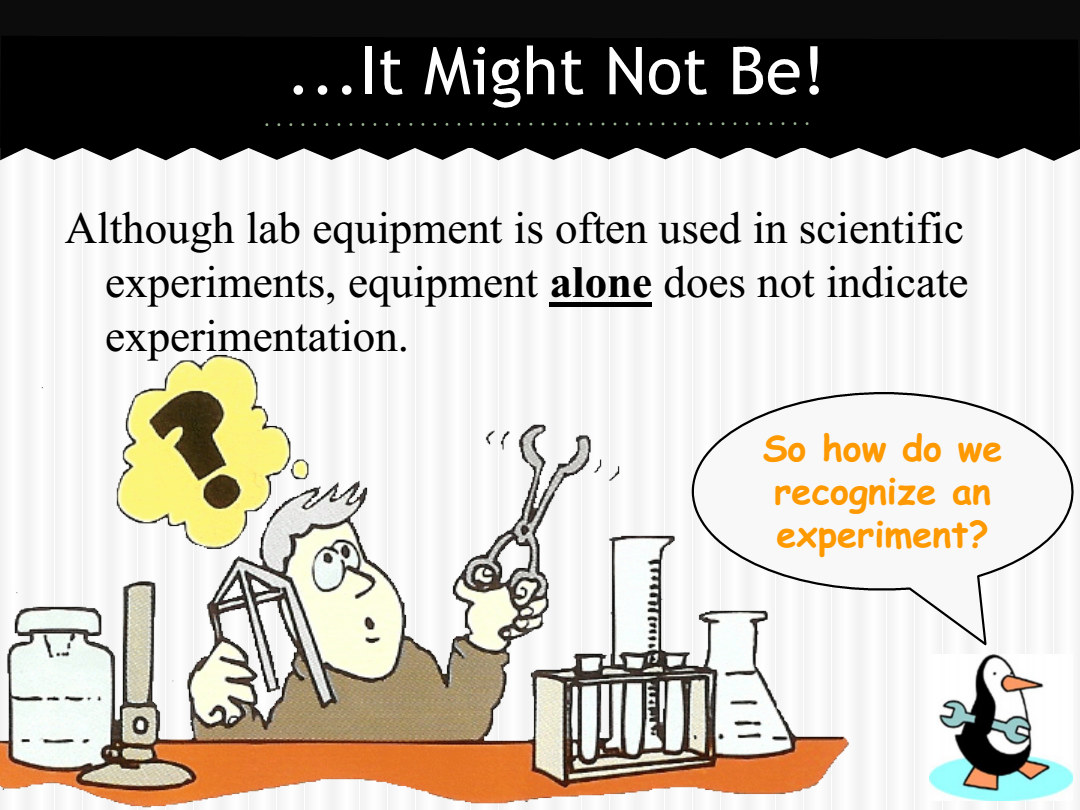 ...It Might Not Be!
Although lab equipment is often used in scientific
experiments, equipment alone does not indicate
experimentation.
?
So how do we
recognize an
experiment?